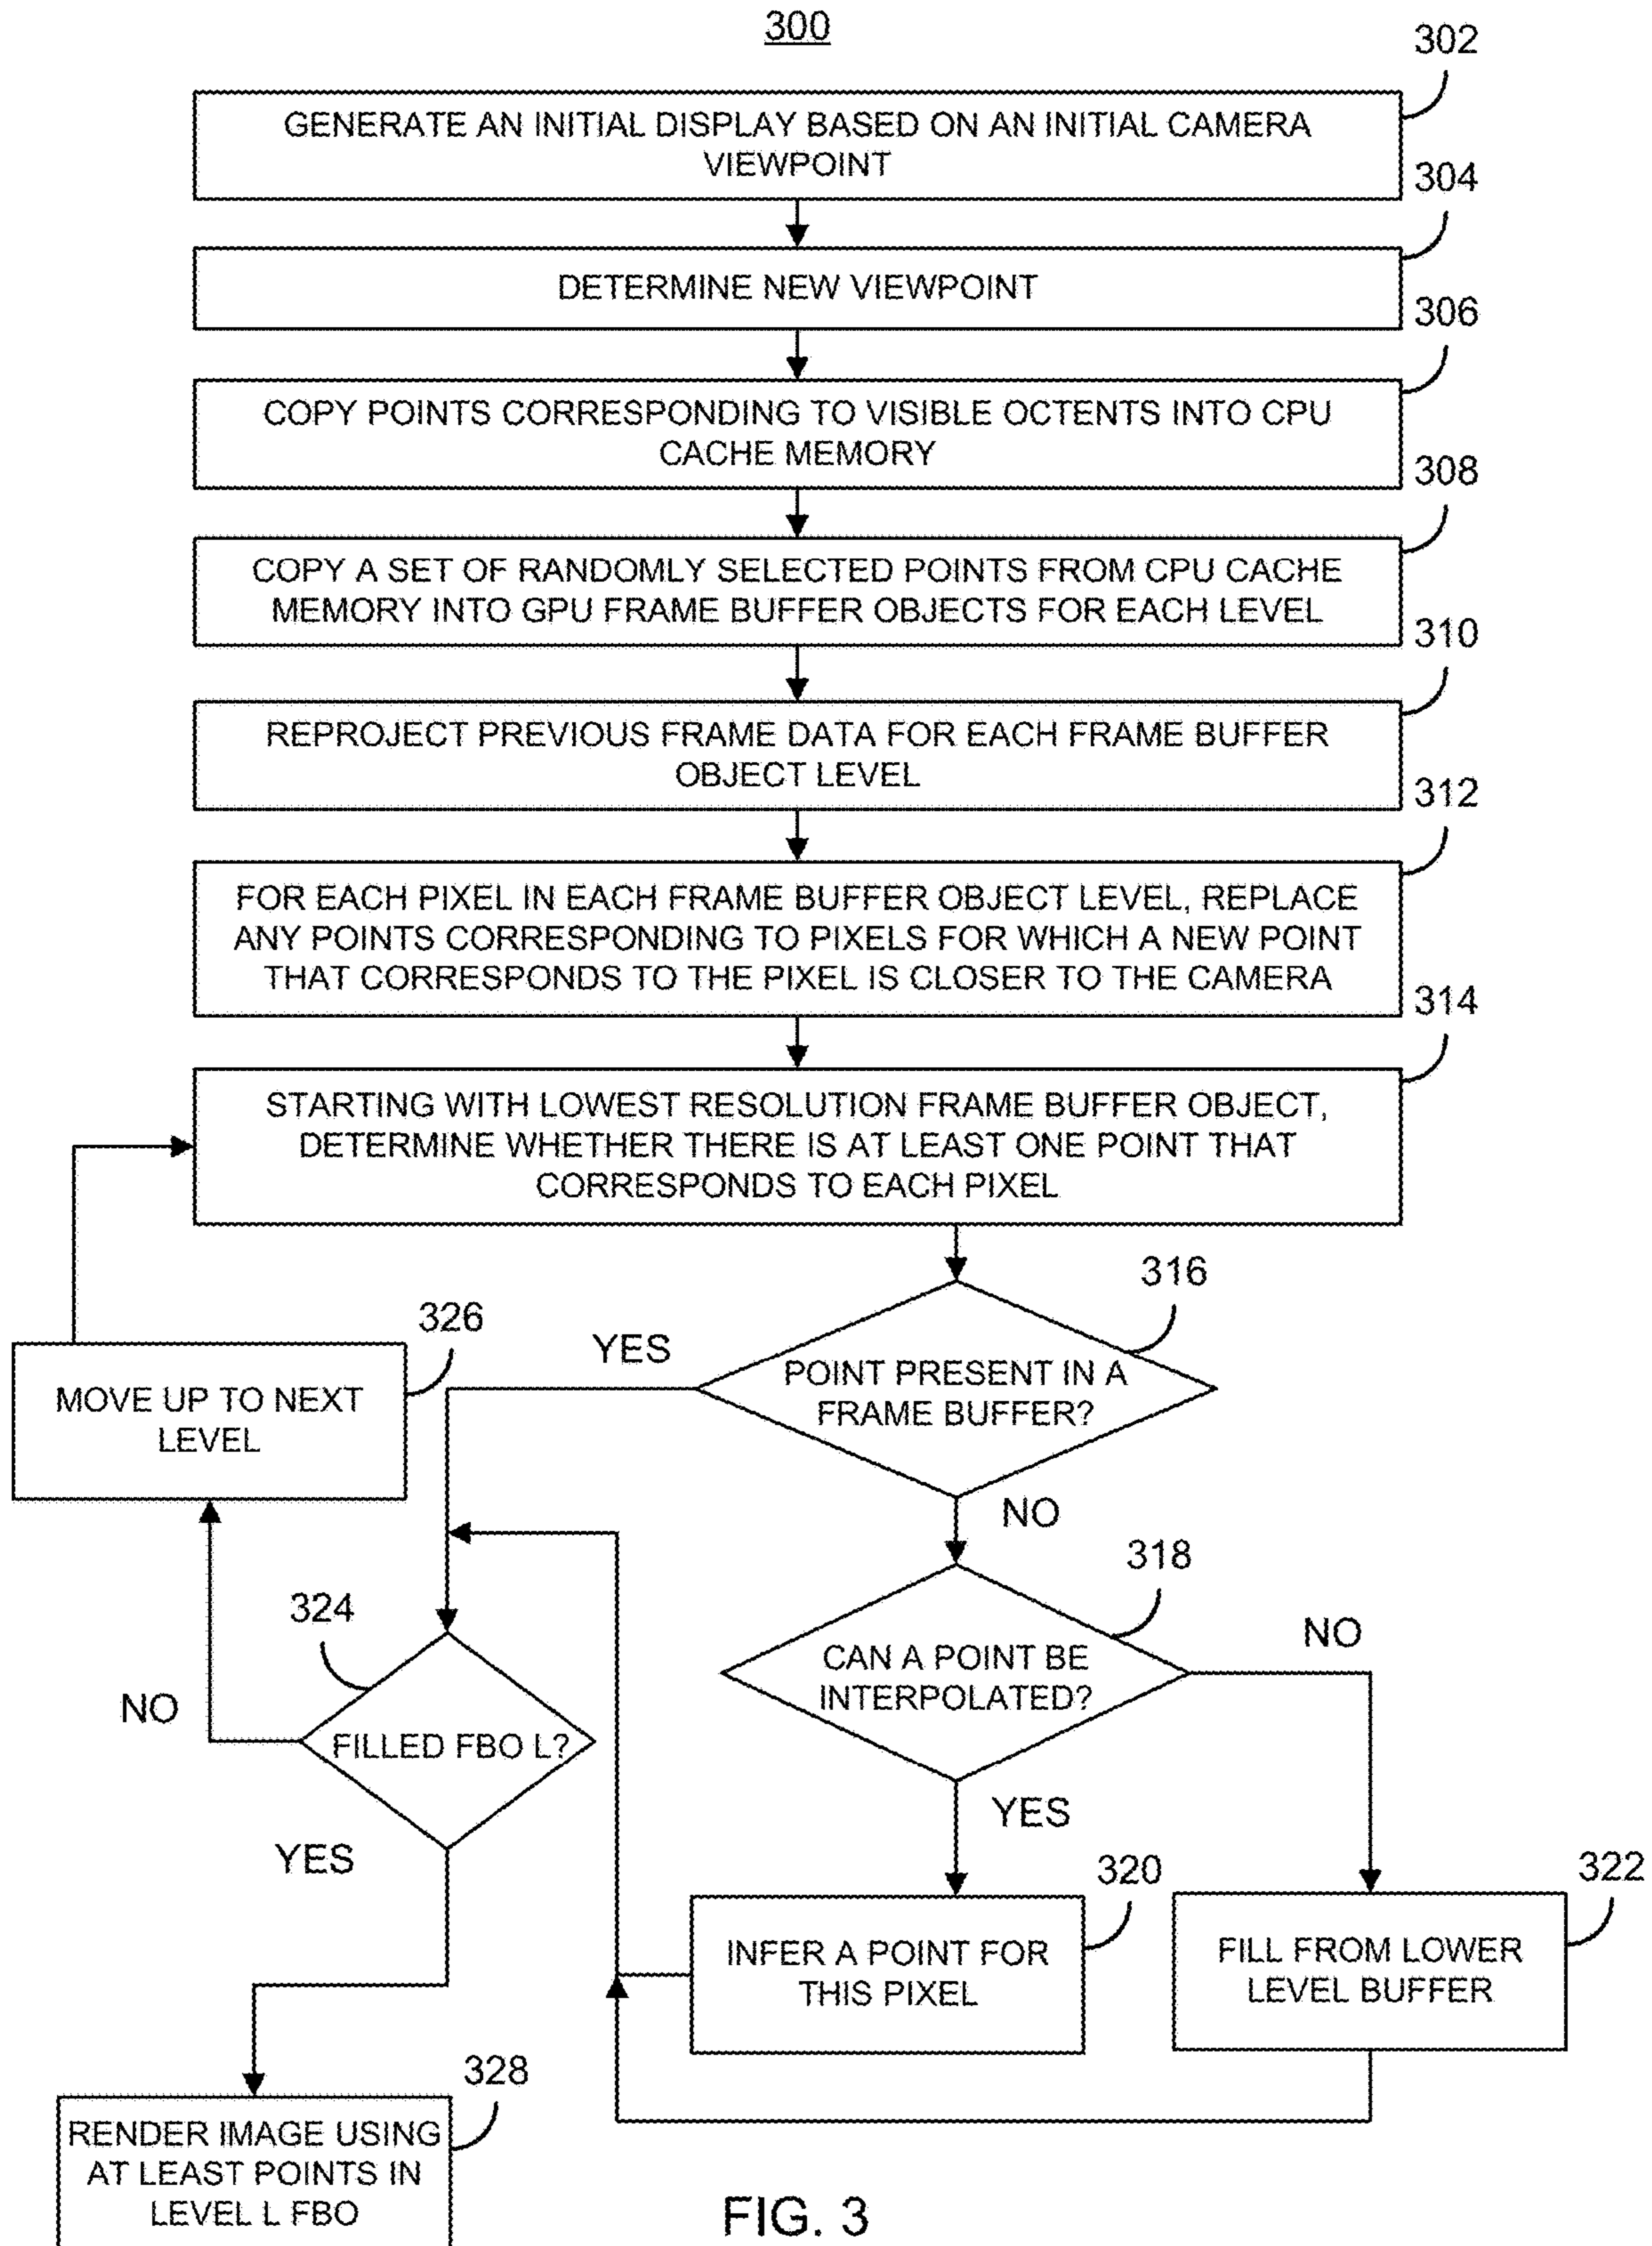 300
302
GENERATE AN INITIAL DISPLAY BASED ON AN INITIAL CAMERA
VIEWPOINT
304
DETERMINE NEW VIEWPOINT
306
COPY POINTS CORRESPONDING TO VISIBLE OCTENTS INTO CPU
CACHE MEMORY
308
COPY A SET OF RANDOMLY SELECTED POINTS FROM CPU CACHE
MEMORY INTO GPU FRAME BUFFER OBJECTS FOR EACH LEVEL
310
REPROJECT PREVIOUS FRAME DATA FOR EACH FRAME BUFFER
OBJECT LEVEL
312
FOR EACH PIXEL IN EACH FRAME BUFFER OBJECT LEVEL, REPLACE
ANY POINTS CORRESPONDING TO PIXELS FOR WHICH A NEW POINT
THAT CORRESPONDS TO THE PIXEL IS CLOSER TO THE CAMERA
314
STARTING WITH LOWEST RESOLUTION FRAME BUFFER OBJECT,
DETERMINE WHETHER THERE IS AT LEAST ONE POINT THAT
CORRESPONDS TO EACH PIXEL
316
POINT PRESENT IN A
FRAME BUFFER?
YES
NO
326
MOVE UP TO NEXT
LEVEL
318
CAN A POINT BE
INTERPOLATED?
NO
YES
324
FILLED FBO L?
NO
YES
320
INFER A POINT FOR
THIS PIXEL
322
FILL FROM LOWER
LEVEL BUFFER
328
RENDER IMAGE USING
AT LEAST POINTS IN
LEVEL L FBO
FIG. 3